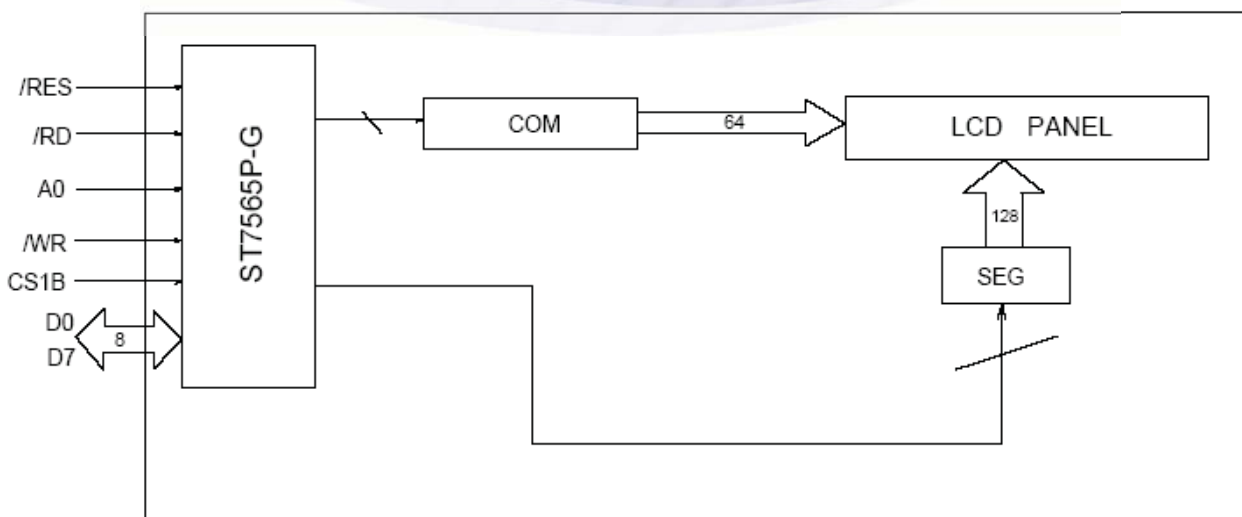 /RES
/RD
A0
/WR
CS1B
D0
D7
8
ST7565P-G
COM
64
LCD PANEL
128
SEG